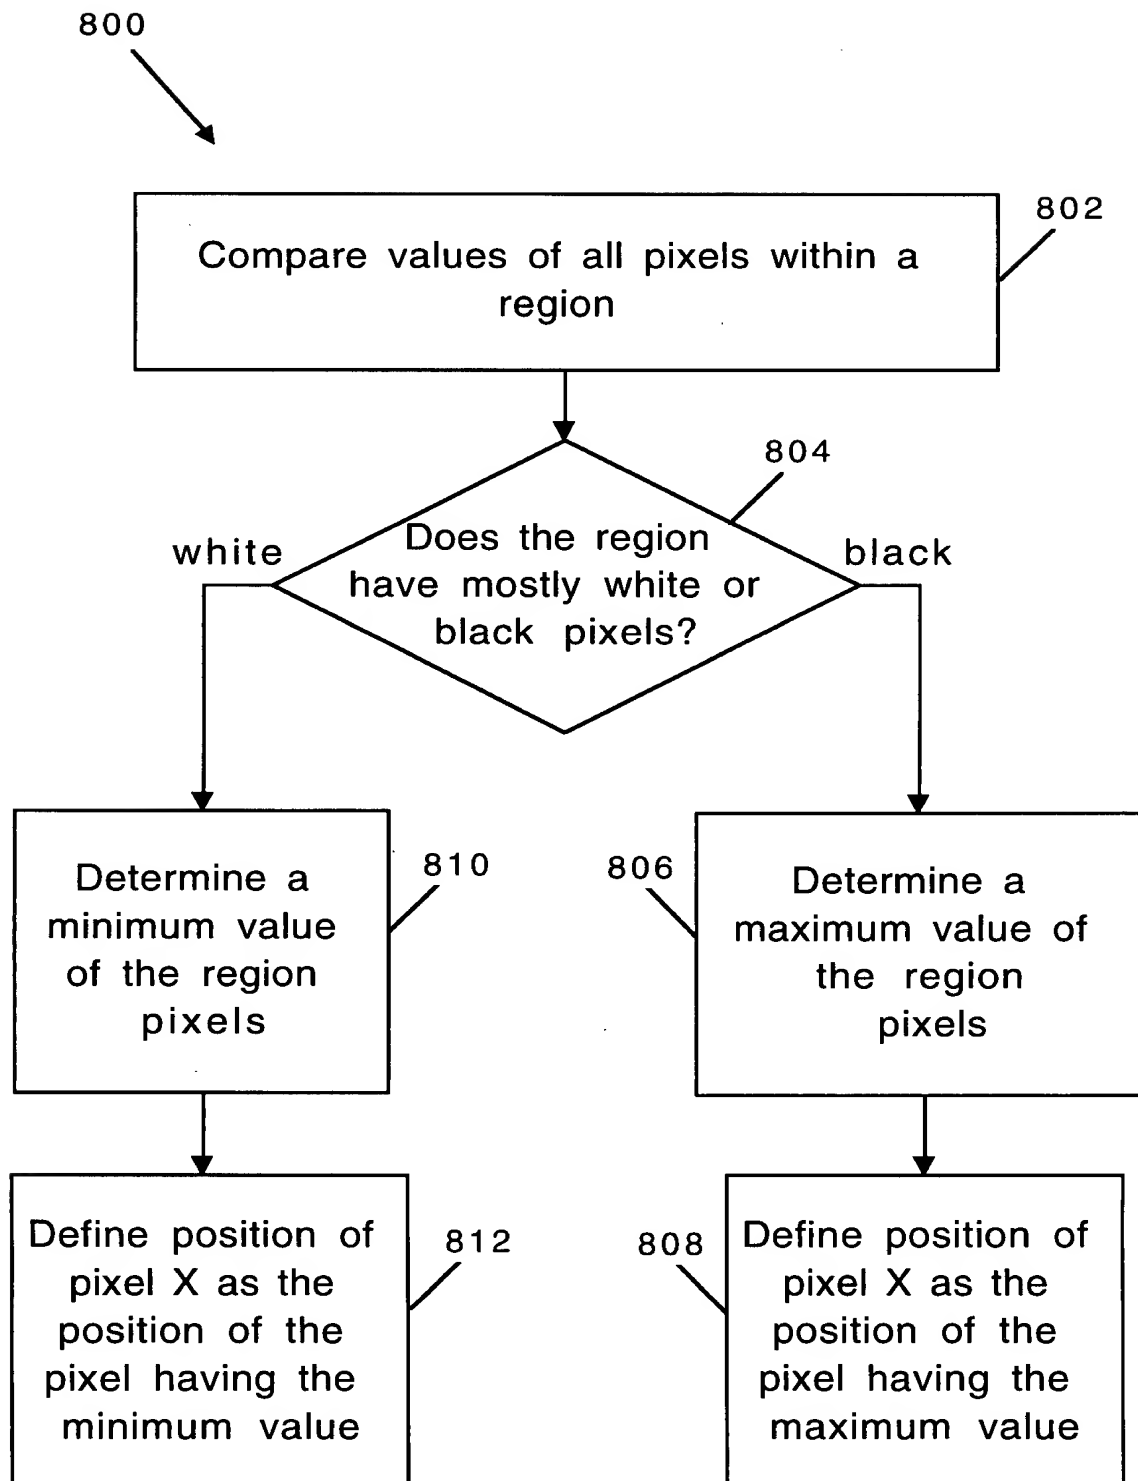 800
802
Compare values of all pixels within a
region
804
white
black
Does the region
have mostly white or
black pixels?
810
Determine a
minimum value
of the region
pixels
806
Determine a
maximum value of
the region
pixels
812
Define position of
pixel X as the
position of the
pixel having the
minimum value
808
Define position of
pixel X as the
position of the
pixel having the
maximum value